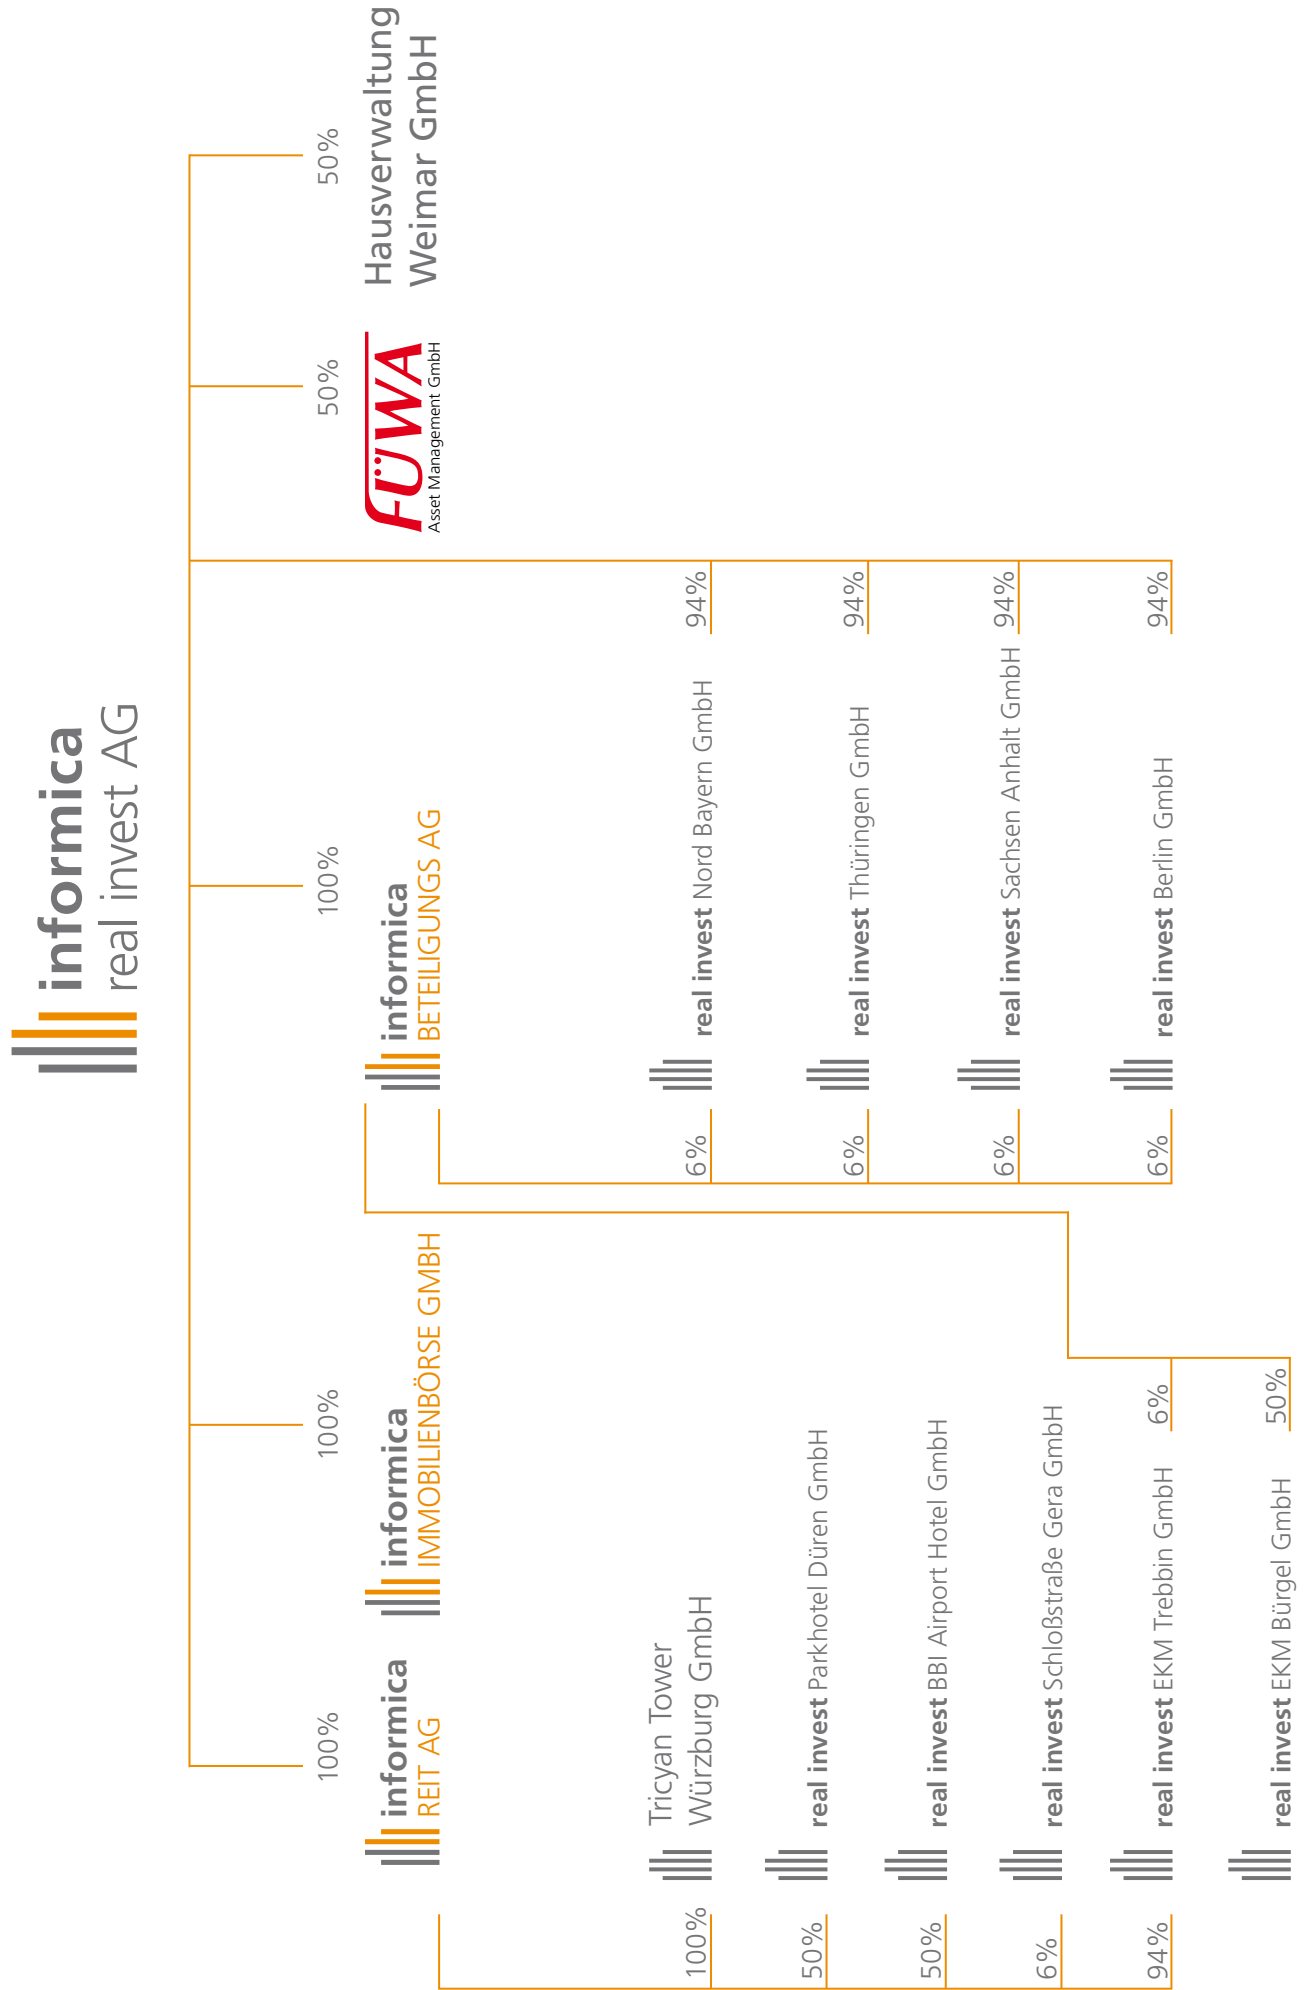 informica
real invest AG
100%
100%
100%
50%
50%
informica
REIT AG
informica
IMMOBILIENBÖRSE GMBH
informica
BETEILIGUNGS AG
FÜWA
Asset Management GmbH
Hausverwaltung
Weimar GmbH
100%
Tricyan Tower
Würzburg GmbH
50%
real invest Parkhotel Düren GmbH
50%
real invest BBI Airport Hotel GmbH
6%
real invest Schloßstraße Gera GmbH
94%
real invest EKM Trebbin GmbH
6%
real invest EKM Bürgel GmbH
50%
6%
real invest Nord Bayern GmbH
94%
6%
real invest Thüringen GmbH
94%
6%
real invest Sachsen Anhalt GmbH
94%
6%
real invest Berlin GmbH
94%